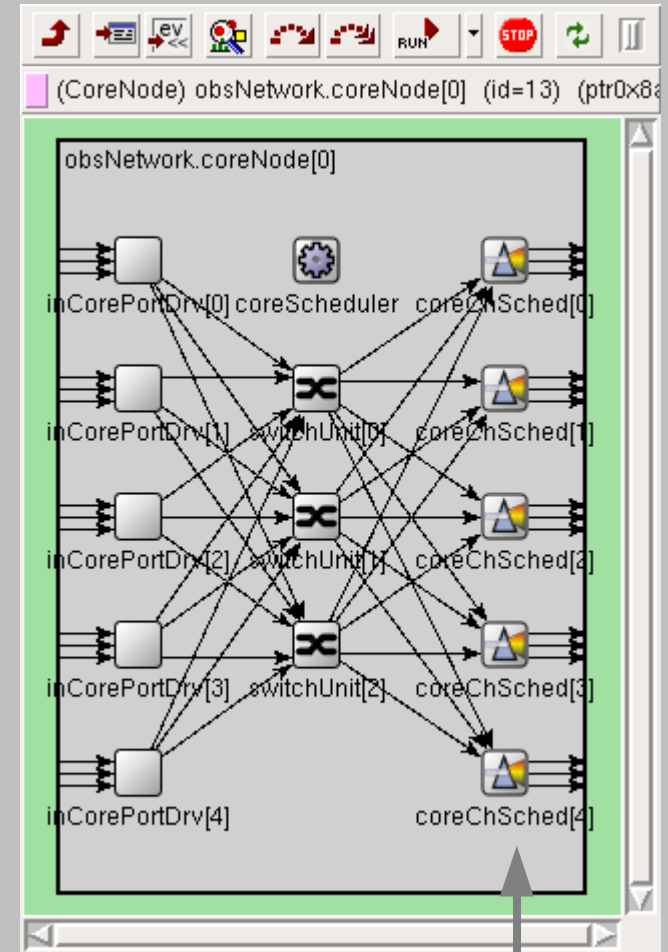 ev
<<
RUN
STOP
(CoreNode) obsNetwork.coreNode[0] (id=13) (ptr0x8a
obsNetwork.coreNode[0]
inCorePortDrv[0] coreScheduler coreChSched[0]
inCorePortDrv[1] switchUnit[0] coreChSched[1]
inCorePortDrv[2] switchUnit[1] coreChSched[2]
inCorePortDrv[3] switchUnit[2] coreChSched[3]
inCorePortDrv[4] coreChSched[4]